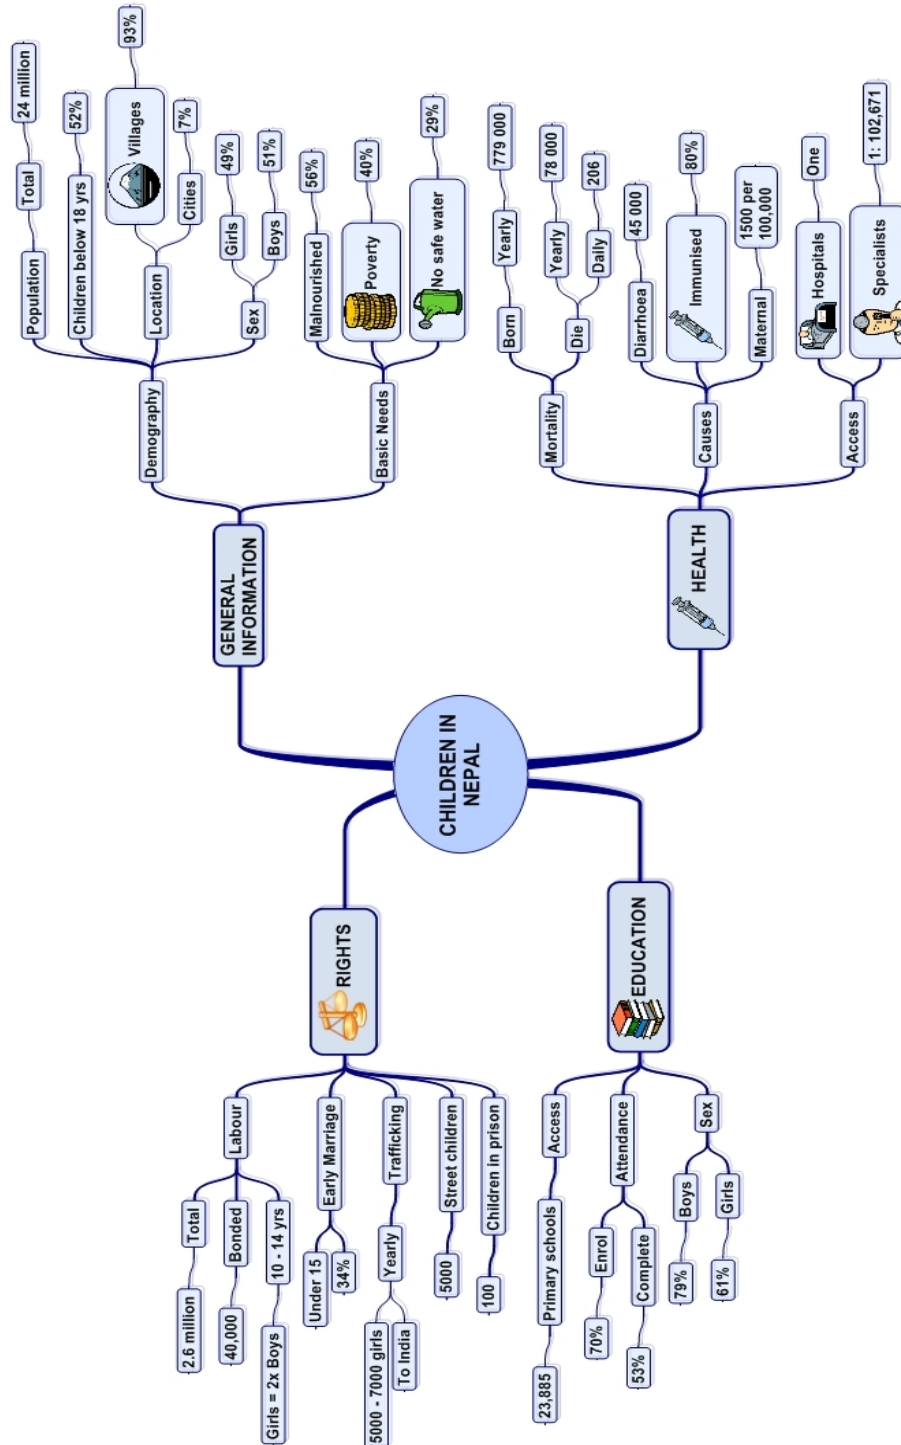 CHILDREN IN
NEPAL
GENERAL
INFORMATION
Demography
Population
Total
24 million
Children below 18 yrs
52%
Location
Villages
93%
Cities
7%
Sex
Girls
49%
Boys
51%
Basic Needs
Malnourished
56%
Poverty
40%
No safe water
29%
HEALTH
Mortality
Born
Yearly
779 000
Die
Yearly
78 000
Daily
206
Causes
Diarrhoea
45 000
Immunised
80%
Maternal
1500 per
100,000
Access
Hospitals
One
Specialists
1: 102,671
RIGHTS
Labour
Total
2.6 million
Bonded
40,000
10 - 14 yrs
Girls = 2x Boys
Early Marriage
Under 15
34%
Trafficking
Yearly
5000 - 7000 girls
To India
Street children
5000
Children in prison
100
EDUCATION
Access
Primary schools
23,885
Attendance
Enrol
70%
Complete
53%
Sex
Boys
79%
Girls
61%